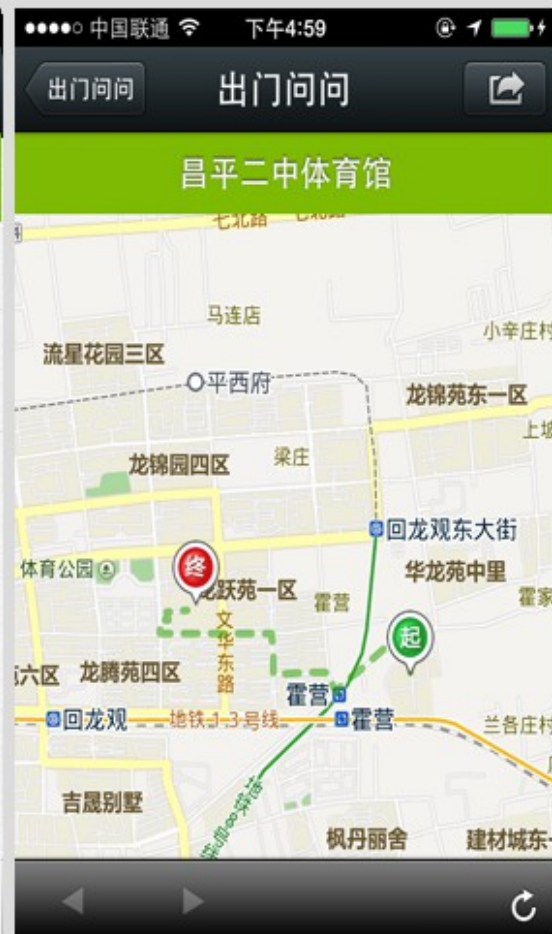 中国联通 下午4:59
出门问问 出门问问
昌平二中体育馆
七北路
马连店
小辛庄村
流星花园三区
平西府
龙锦苑东一区
上坡
龙锦园四区 梁庄
回龙观东大街
体育公园 终 华龙苑中里
跃苑一区 霍营 霍家
文华东路
起
六区 龙腾苑四区
霍营
回龙观 地铁13号线 霍营
兰各庄村
吉晟别墅
地铁8号线
枫丹丽舍 建材城东一